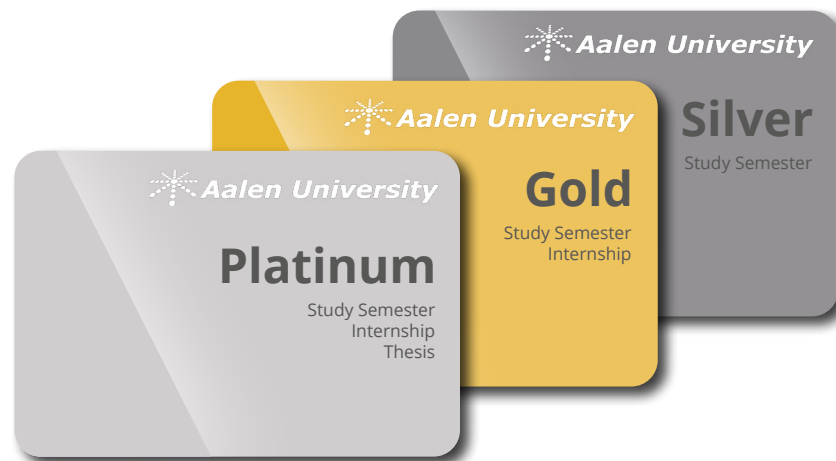 Aalen University
Silver
Study Semester
Aalen University
Gold
Study Semester
Internship
Aalen University
Platinum
Study Semester
Internship
Thesis